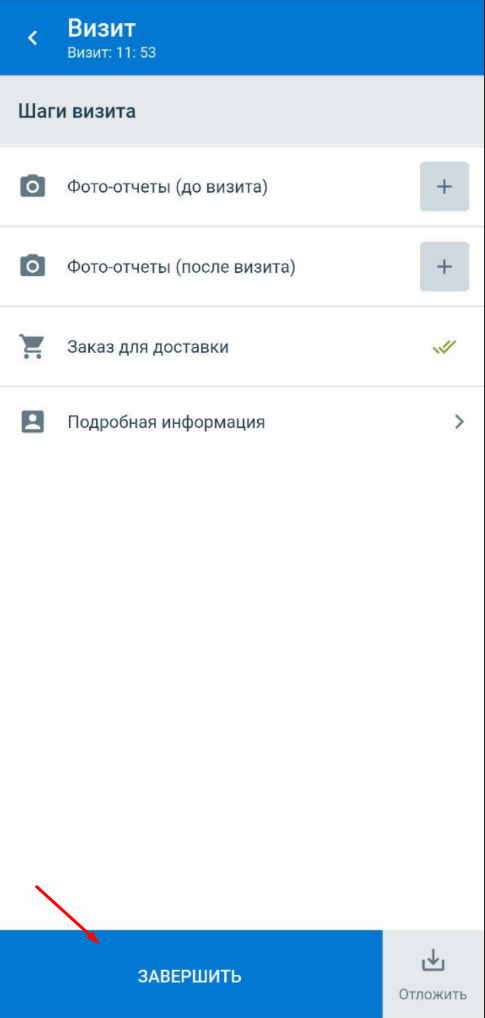 Визит
Визит: 11: 53
Шаги визита
Фото-отчеты (до визита)
Фото-отчеты (после визита)
Заказ для доставки
Подробная информация
ЗАВЕРШИТЬ
Отложить